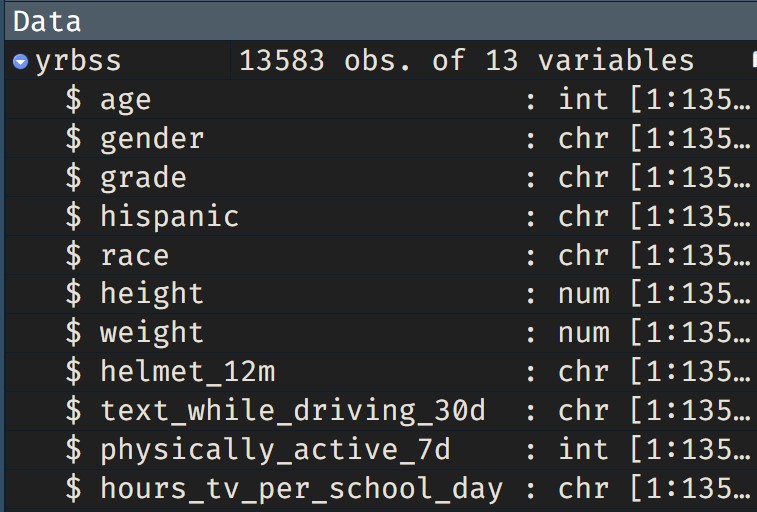 Data
yrbss 13583 obs. of 13 variables
$ age : int [1:135…
$ gender : chr [1:135…
$ grade : chr [1:135…
$ hispanic : chr [1:135…
$ race : chr [1:135…
$ height : num [1:135…
$ weight : num [1:135…
$ helmet_12m : chr [1:135…
$ text_while_driving_30d : chr [1:135…
$ physically_active_7d : int [1:135…
$ hours_tv_per_school_day : chr [1:135…